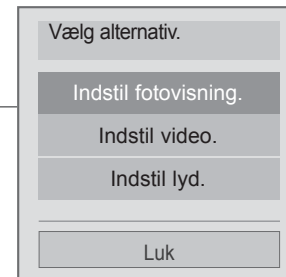 Vælg alternativ.
Indstil fotovisning.
Indstil video.
Indstil lyd.
Luk